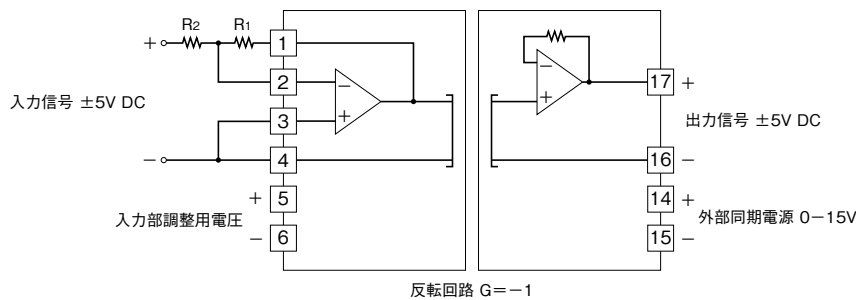 R2 R1
+
1
2
入力信号 ±5V DC
3
− 4
+ 5
入力部調整用電圧
− 6
−
+
−
+
17 +
出力信号 ±5V DC
16 −
14 +
外部同期電源 0−15V
15 −
反転回路 G=−1